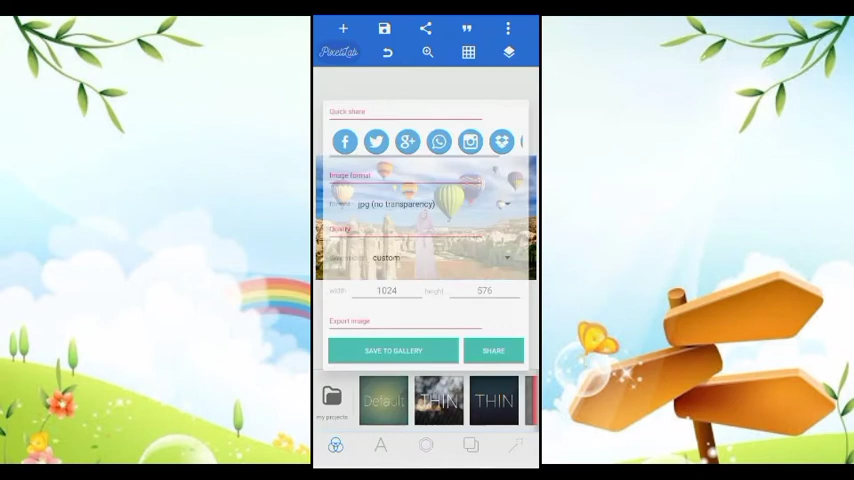 PixelLab
Quick share
Image format
jpg (no transparency)
Quality
custom
width 1024 height 576
Export image
SAVE TO GALLERY SHARE
my projects Default THIN THIN
A